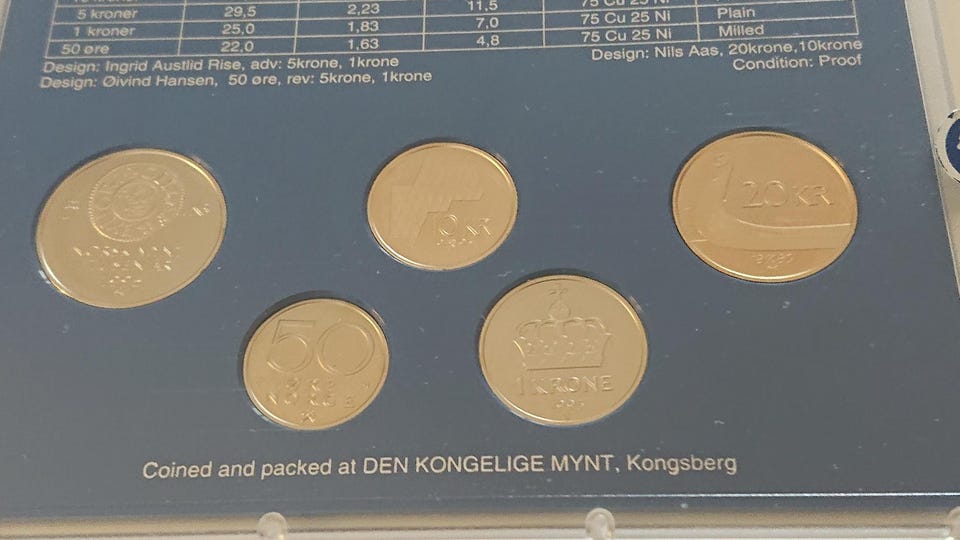 5 kroner 29,5 2,23 11,5 75 Cu 25 Ni Plain
1 kroner 25,0 1,83 7,0 75 Cu 25 Ni Milled
50 øre 22,0 1,63 4,8 75 Cu 25 Ni
Design: Ingrid Austlid Rise, adv: 5krone, 1krone
Design: Øivind Hansen, 50 øre, rev: 5krone, 1krone
Design: Nils Aas, 20krone,10krone
Condition: Proof
10 KR
20 KR
50
ØRE
NORGE
1 KRONE
Coined and packed at DEN KONGELIGE MYNT, Kongsberg